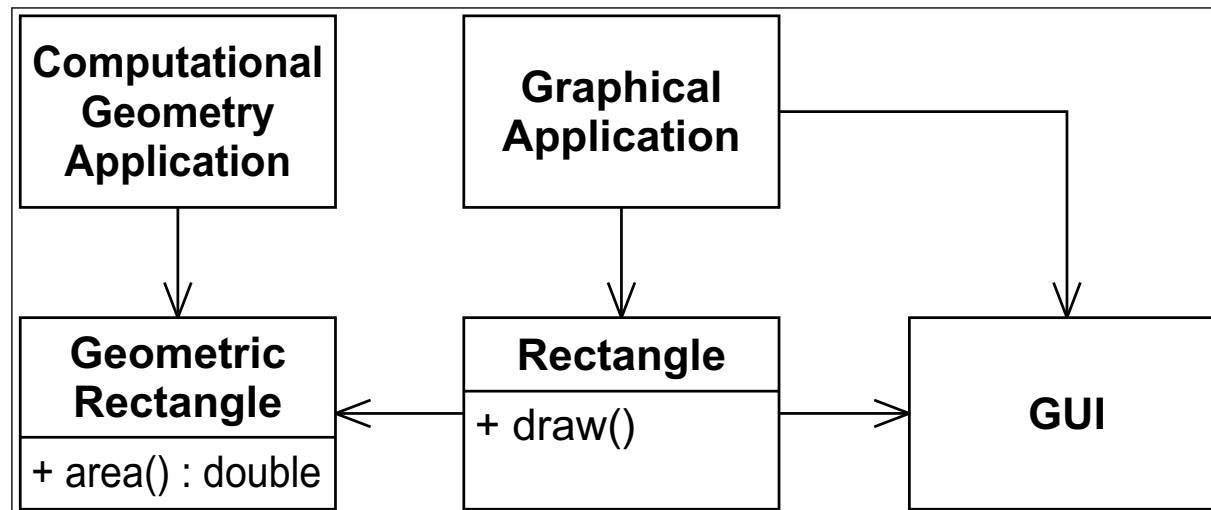 Computational
Geometry
Application
Graphical
Application
Geometric
Rectangle
+ area() : double
Rectangle
+ draw()
GUI